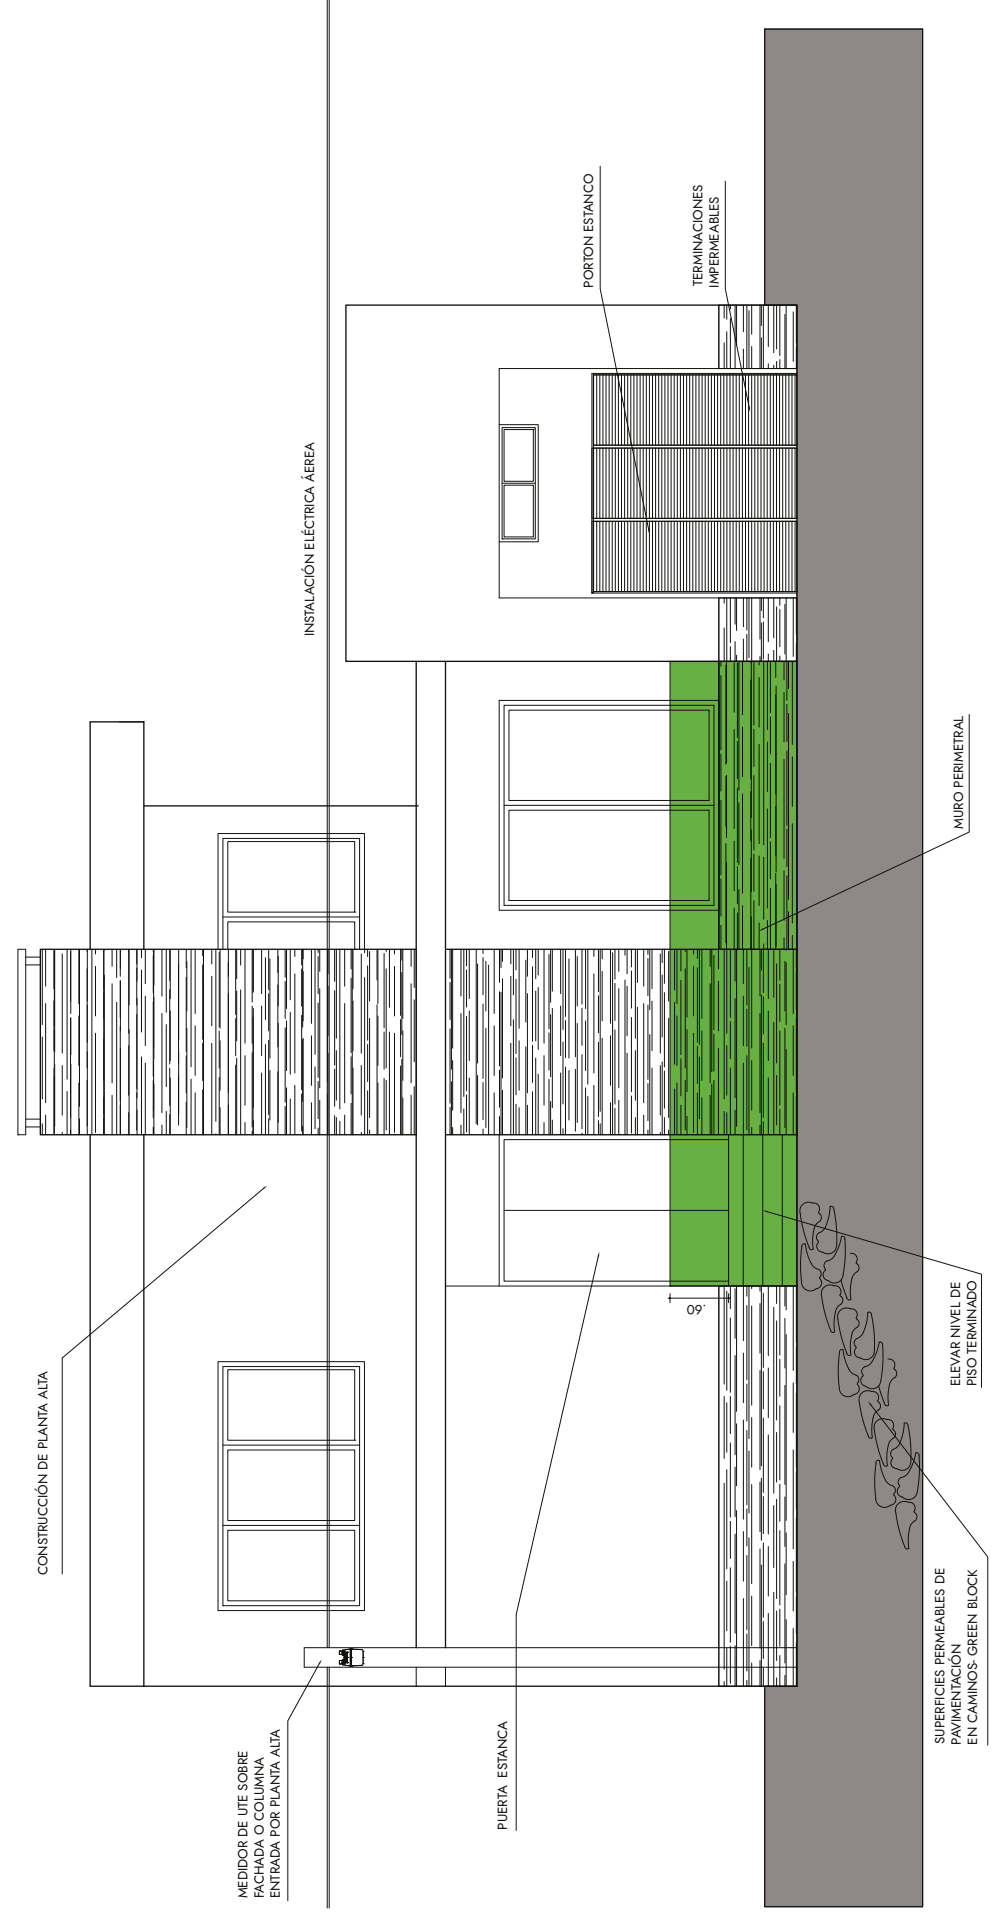 MEDIDOR DE UTE SOBRE
FACHADA O COLUMNA
ENTRADA POR PLANTA ALTA
CONSTRUCCIÓN DE PLANTA ALTA
INSTALACIÓN ELÉCTRICA ÁEREA
PUERTA ESTANCA
PORTON ESTANCO
TERMINACIONES
IMPERMEABLES
.60
SUPERFICIES PERMEABLES DE
PAVIMENTACIÓN
EN CAMINOS- GREEN BLOCK
ELEVAR NIVEL DE
PISO TERMINADO
MURO PERIMETRAL